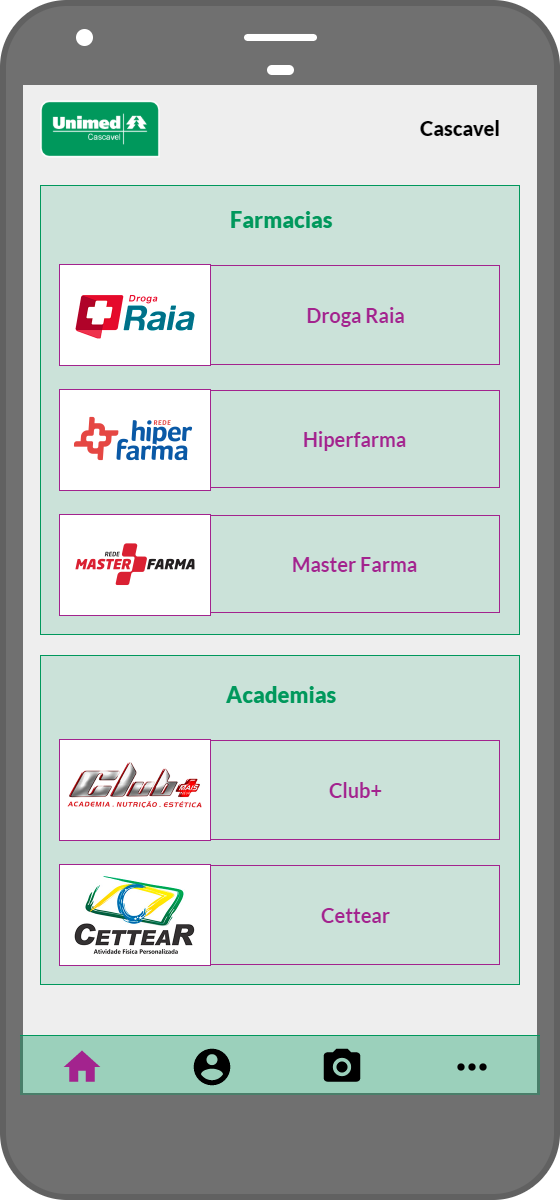 Unimed
Cascavel
Cascavel
Farmacias
Droga
Raia
Droga Raia
REDE
hiper
farma
Hiperfarma
REDE
MASTER FARMA
Master Farma
Academias
Club+
MAIS
ACADEMIA . NUTRIÇÃO . ESTÉTICA
Club+
CETTEAR
Atividade Física Personalizada
Cettear